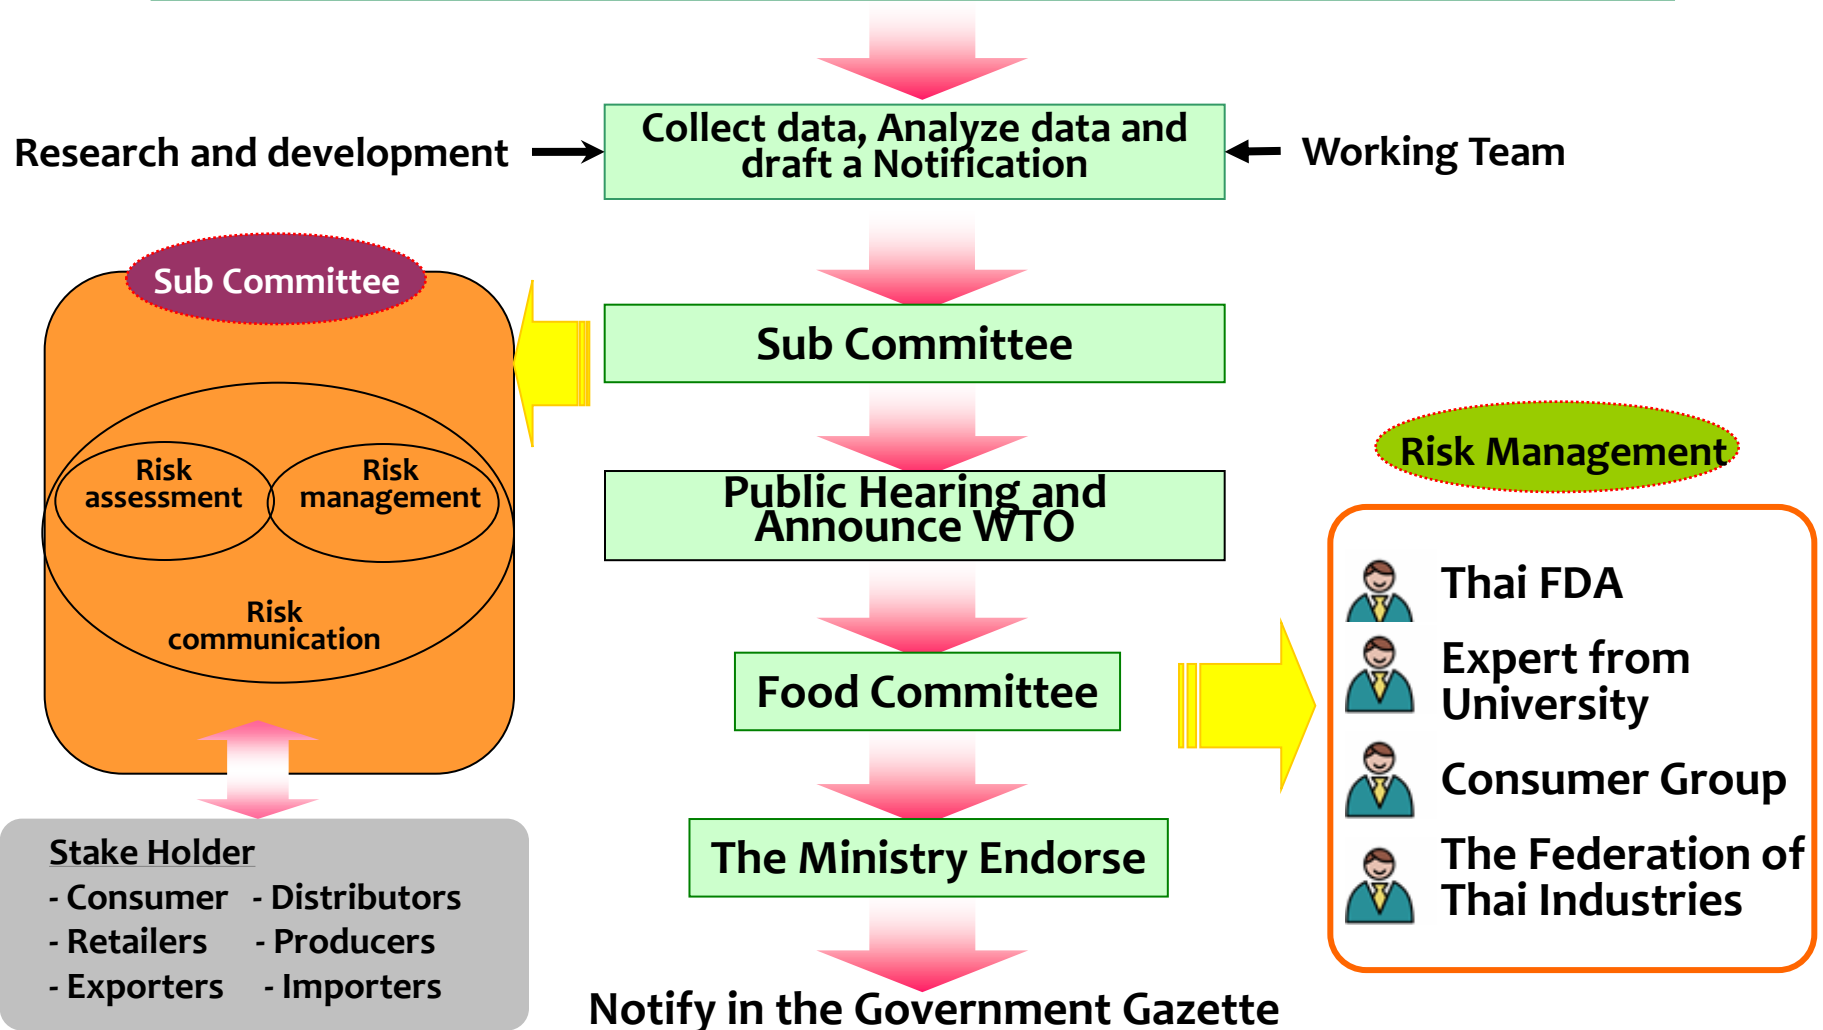 Collect data, Analyze data and
draft a Notification
Research and development
Working Team
Sub Committee
Sub Committee
Risk
assessment
Risk
management
Risk
communication
Public Hearing and
Announce WTO
Risk Management
Food Committee
Thai FDA
Expert from
University
Consumer Group
The Federation of
Thai Industries
The Ministry Endorse
Stake Holder
- Consumer - Distributors
- Retailers - Producers
- Exporters - Importers
Notify in the Government Gazette